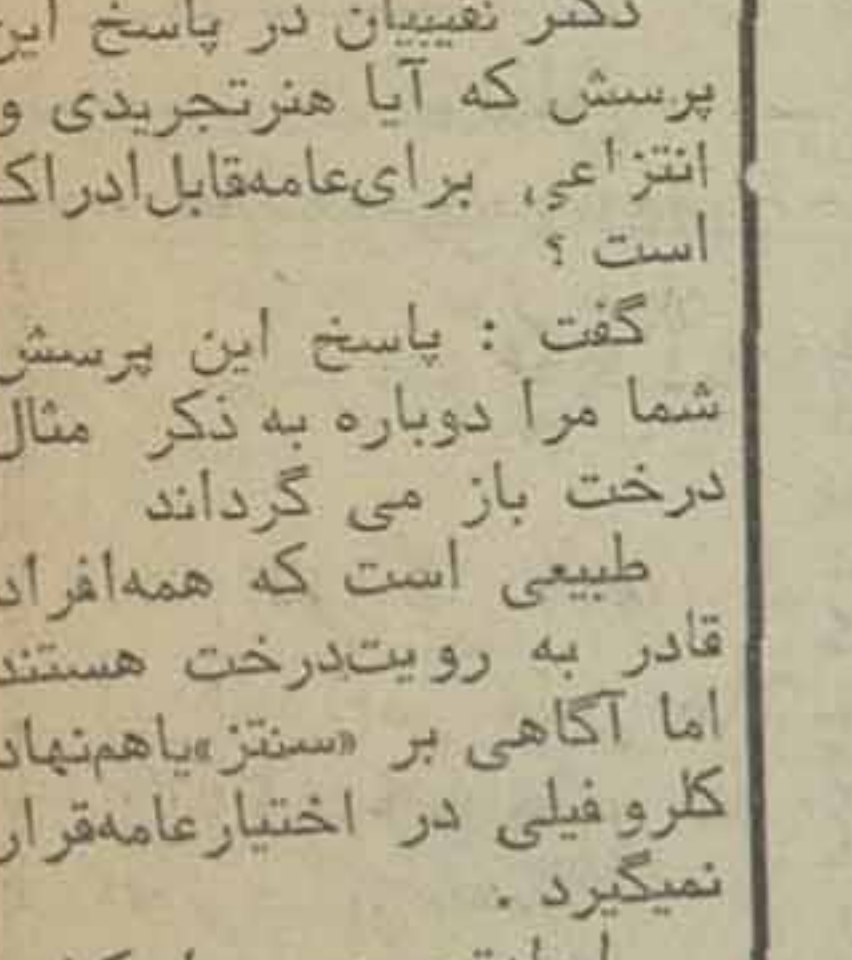 دکتر نفیسیان در پاسخ این
پرسش که آیا هنرتجریدی و
انتزاعی، برای‌عامه‌قابل‌ادراک
است ؟
گفت : پاسخ این پرسش
شما مرا دوباره به ذکر مثال
درخت باز می گرداند
طبیعی است که همه‌افراد
قادر به رویت‌درخت هستند
اما آگاهی بر «سنتز»یاهم‌نهاد
کلروفیلی در اختیارعامه‌قرار
نمیگیرد .